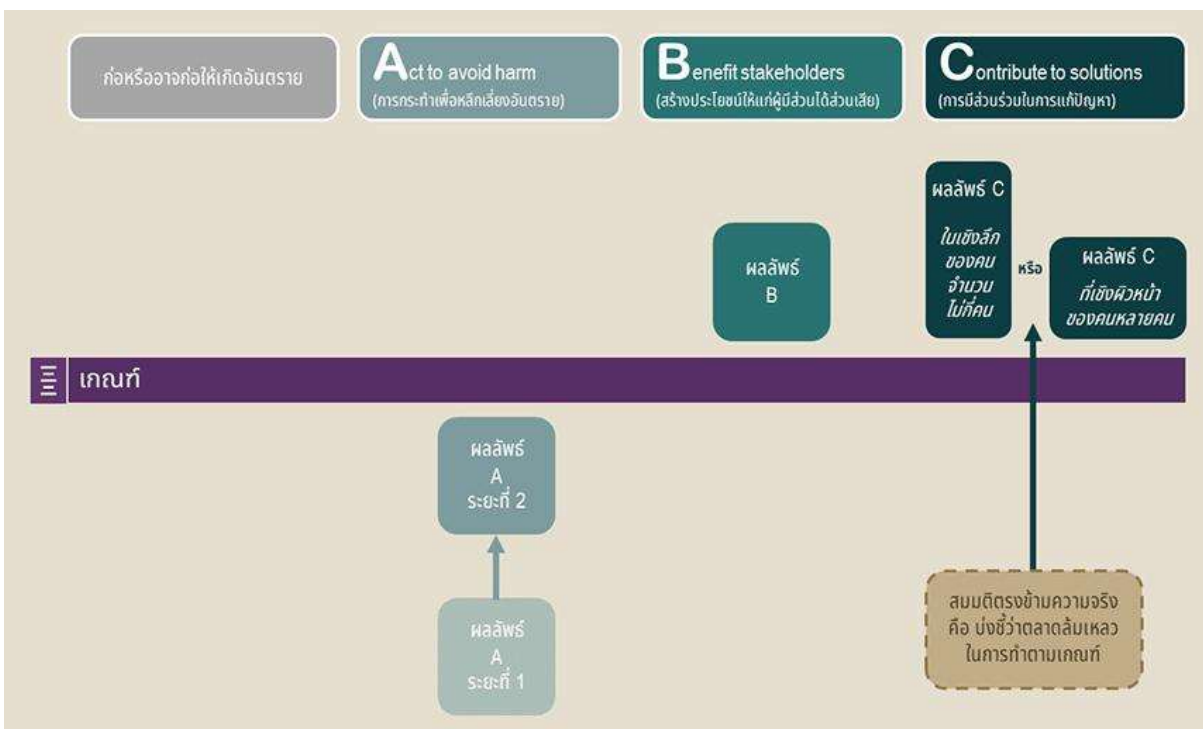 ก่อหรืออาจก่อให้เกิดอันตราย
Act to avoid harm
(การกระทำเพื่อหลีกเลี่ยงอันตราย)
Benefit stakeholders
(สร้างประโยชน์ให้แก่ผู้มีส่วนได้ส่วนเสีย)
Contribute to solutions
(การมีส่วนร่วมในการแก้ปัญหา)
ผลลัพธ์
B
ผลลัพธ์ C
ในเชิงลึก
ของคน
จำนวน
ไม่กี่คน
หรือ
ผลลัพธ์ C
ที่เชิงผิวหน้า
ของคนหลายคน
เกณฑ์
ผลลัพธ์
A
ระยะที่ 2
ผลลัพธ์
A
ระยะที่ 1
สมมติตรงข้ามความจริง
คือ บ่งชี้ว่าตลาดล้มเหลว
ในการทำตามเกณฑ์